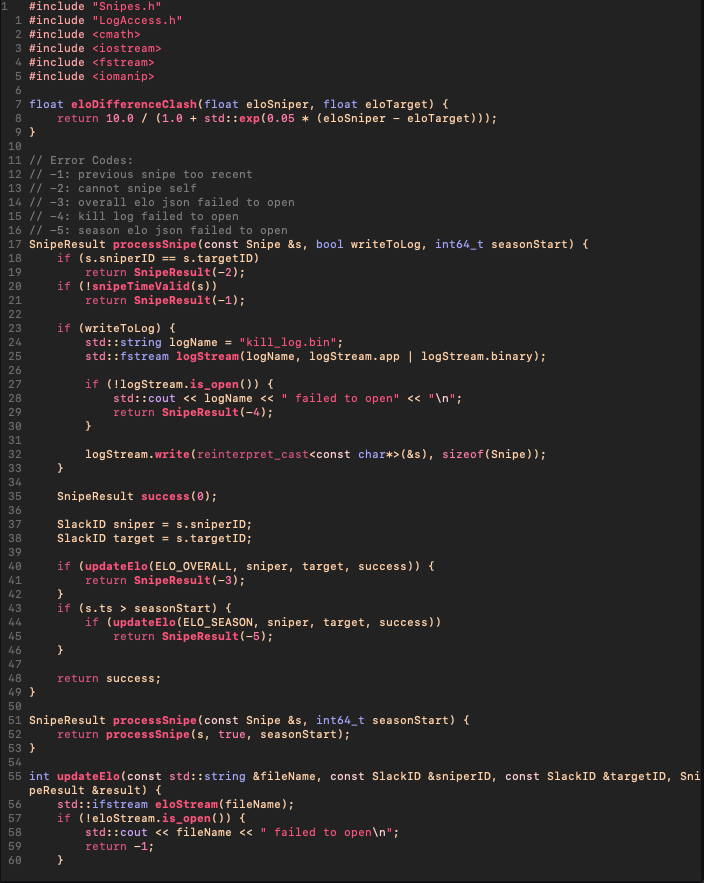 1 #include "Snipes.h"
1 #include "LogAccess.h"
2 #include <cmath>
3 #include <iostream>
4 #include <fstream>
5 #include <iomanip>
6
7 float eloDifferenceClash(float eloSniper, float eloTarget) {
8     return 10.0 / (1.0 + std::exp(0.05 * (eloSniper - eloTarget)));
9 }
10
11 // Error Codes:
12 // -1: previous snipe too recent
13 // -2: cannot snipe self
14 // -3: overall elo json failed to open
15 // -4: kill log failed to open
16 // -5: season elo json failed to open
17 SnipeResult processSnipe(const Snipe &s, bool writeToLog, int64_t seasonStart) {
18     if (s.sniperID == s.targetID)
19         return SnipeResult(-2);
20     if (!snipeTimeValid(s))
21         return SnipeResult(-1);
22
23     if (writeToLog) {
24         std::string logName = "kill_log.bin";
25         std::fstream logStream(logName, logStream.app | logStream.binary);
26
27         if (!logStream.is_open()) {
28             std::cout << logName << " failed to open" << "\n";
29             return SnipeResult(-4);
30         }
31
32         logStream.write(reinterpret_cast<const char*>(&s), sizeof(Snipe));
33     }
34
35     SnipeResult success(0);
36
37     SlackID sniper = s.sniperID;
38     SlackID target = s.targetID;
39
40     if (updateElo(ELO_OVERALL, sniper, target, success)) {
41         return SnipeResult(-3);
42     }
43     if (s.ts > seasonStart) {
44         if (updateElo(ELO_SEASON, sniper, target, success))
45             return SnipeResult(-5);
46     }
47
48     return success;
49 }
50
51 SnipeResult processSnipe(const Snipe &s, int64_t seasonStart) {
52     return processSnipe(s, true, seasonStart);
53 }
54
55 int updateElo(const std::string &fileName, const SlackID &sniperID, const SlackID &targetID, Sni
peResult &result) {
56     std::ifstream eloStream(fileName);
57     if (!eloStream.is_open()) {
58         std::cout << fileName << " failed to open\n";
59         return -1;
60     }